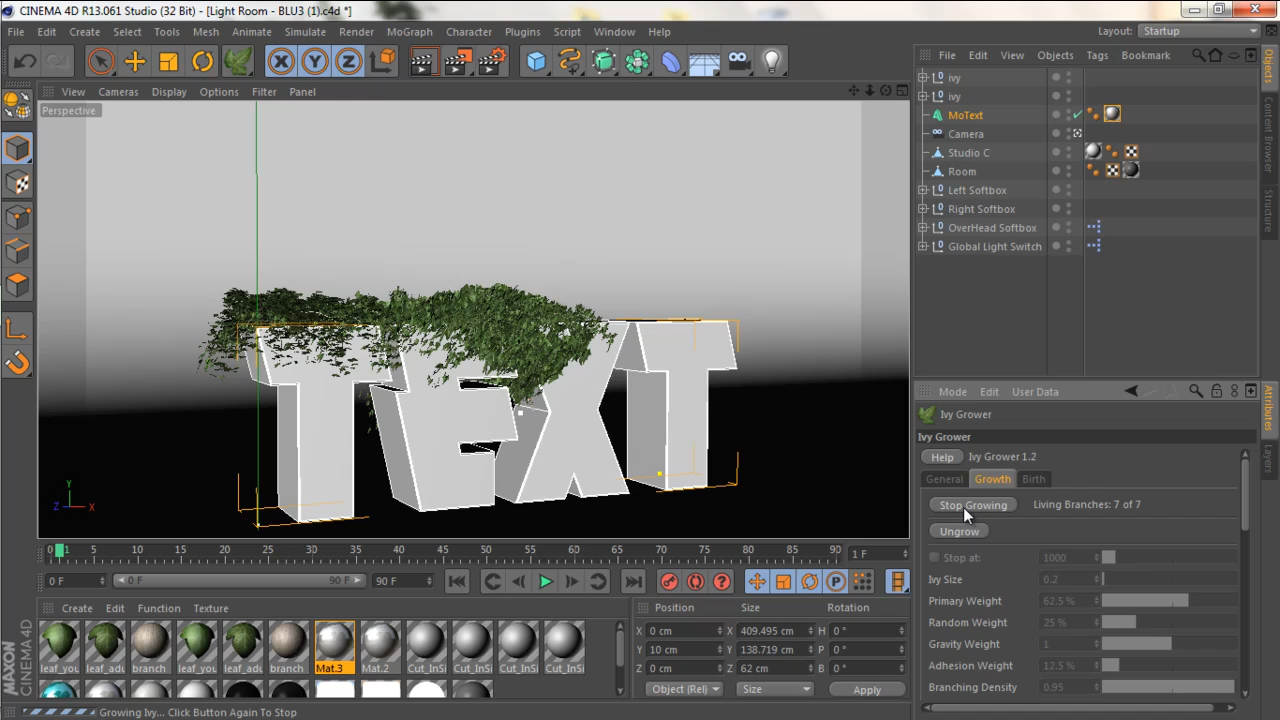 CINEMA 4D R13.061 Studio (32 Bit) - [Light Room - BLU3 (1).c4d *]
File Edit Create Select Tools Mesh Animate Simulate Render MoGraph Character Plugins Script Window Help
Layout: Startup
X Y Z
View Cameras Display Options Filter Panel
Perspective
TEXT
Y
Z X
File Edit View Objects Tags Bookmark
ivy
ivy
MoText
Camera
Studio C
Room
Left Softbox
Right Softbox
OverHead Softbox
Global Light Switch
Objects
Content Browser
Structure
Mode Edit User Data
Ivy Grower
Ivy Grower
Help Ivy Grower 1.2
General Growth Birth
Stop Growing Living Branches: 7 of 7
Ungrow
Stop at: 1000
Ivy Size 0.2
Primary Weight 62.5 %
Random Weight 25 %
Gravity Weight 1
Adhesion Weight 12.5 %
Branching Density 0.95
Attributes
Layers
0 1 5 10 15 20 25 30 35 40 45 50 55 60 65 70 75 80 85 90 1 F
0 F 0 F 90 F 90 F
P
Create Edit Function Texture
leaf_you leaf_adu branch leaf_you leaf_adu branch Mat.3 Mat.2 Cut_InSi Cut_InSi Cut_InSi Cut_InSi
Position Size Rotation
X 0 cm X 409.495 cm H 0 °
Y 10 cm Y 138.719 cm P 0 °
Z 0 cm Z 62 cm B 0 °
Object (Rel) Size Apply
MAXON
CINEMA4D
Growing Ivy... Click Button Again To Stop